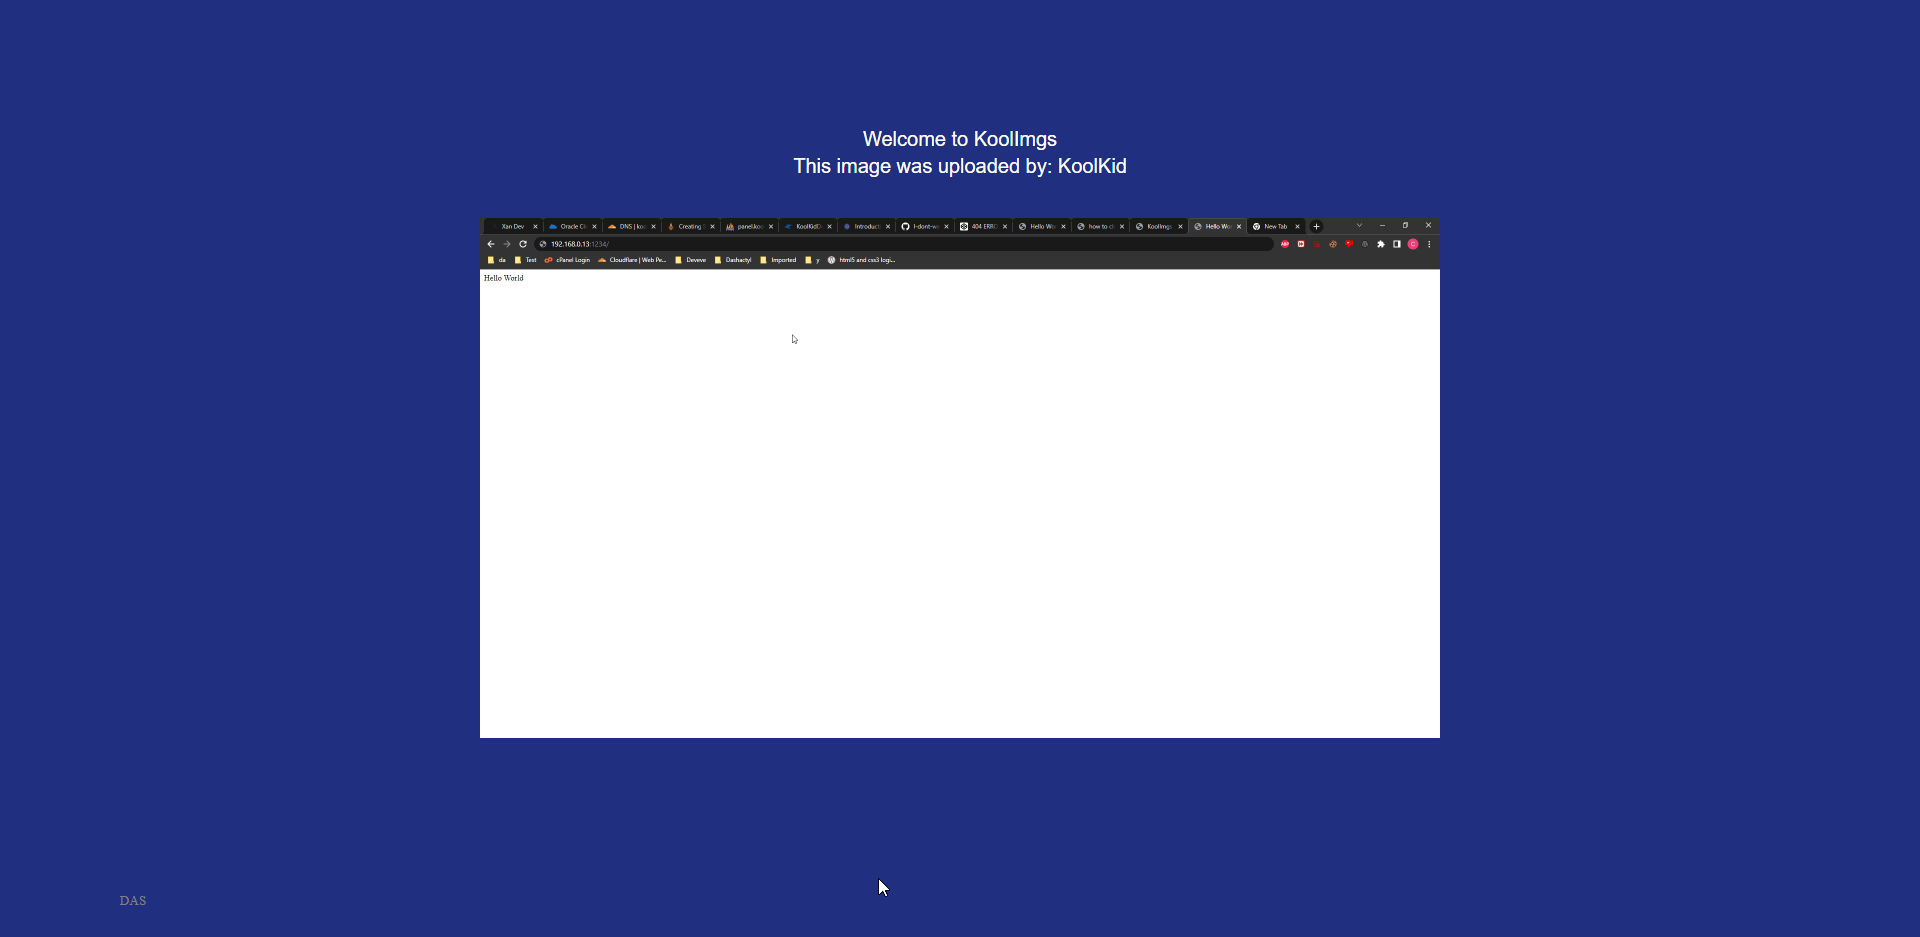 Welcome to KoolImgs
This image was uploaded by: KoolKid
Xan Dev Oracle Cl DNS | koo Creating panel.koo KoolKidD Introduct I-dont-w 404 ERRO Hello Wo how to cl KoolImgs Hello Wo New Tab
192.168.0.13:1234/
da Test cPanel Login Cloudflare | Web Pe... Deveve Dashactyl Imported y html5 and css3 logi...
Hello World
DAS